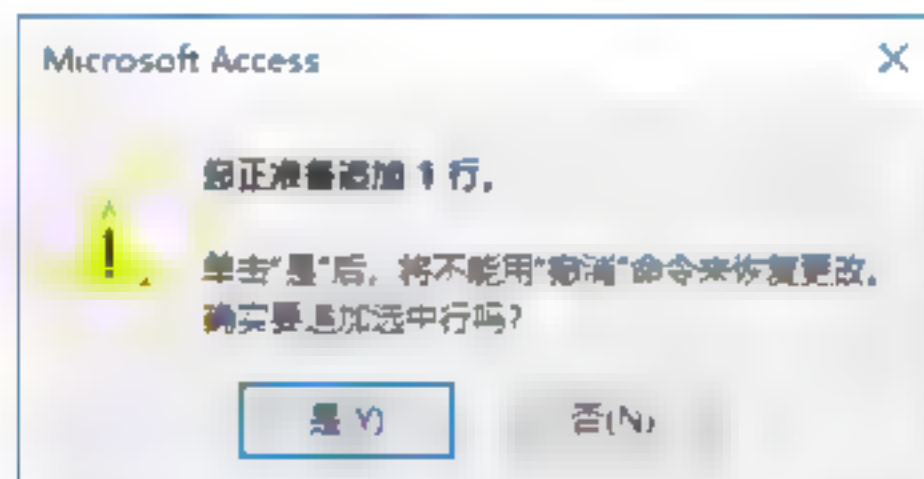 Microsoft Access
您正准备追加 1 行。
单击"是"后，将不能用"撤消"命令来恢复更改。
确实要追加选中行吗?
是(Y)
否(N)